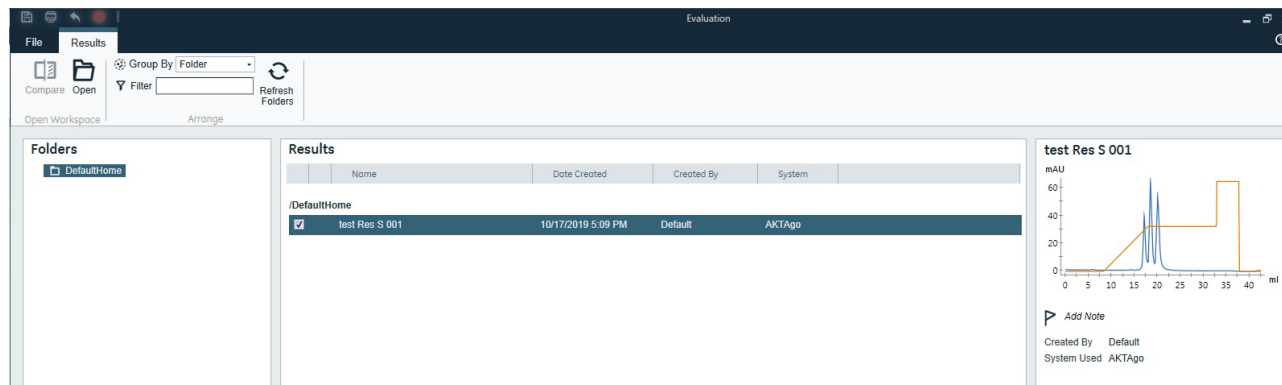 Evaluation
File Results
Group By Folder
Filter
Compare Open
Refresh
Folders
Open Workspace
Arrange
Folders
DefaultHome
Results
Name Date Created Created By System
/DefaultHome
test Res S 001 10/17/2019 5:09 PM Default AKTAgo
test Res S 001
mAU
60
40
20
0
0 5 10 15 20 25 30 35 40 ml
Add Note
Created By Default
System Used AKTAgo